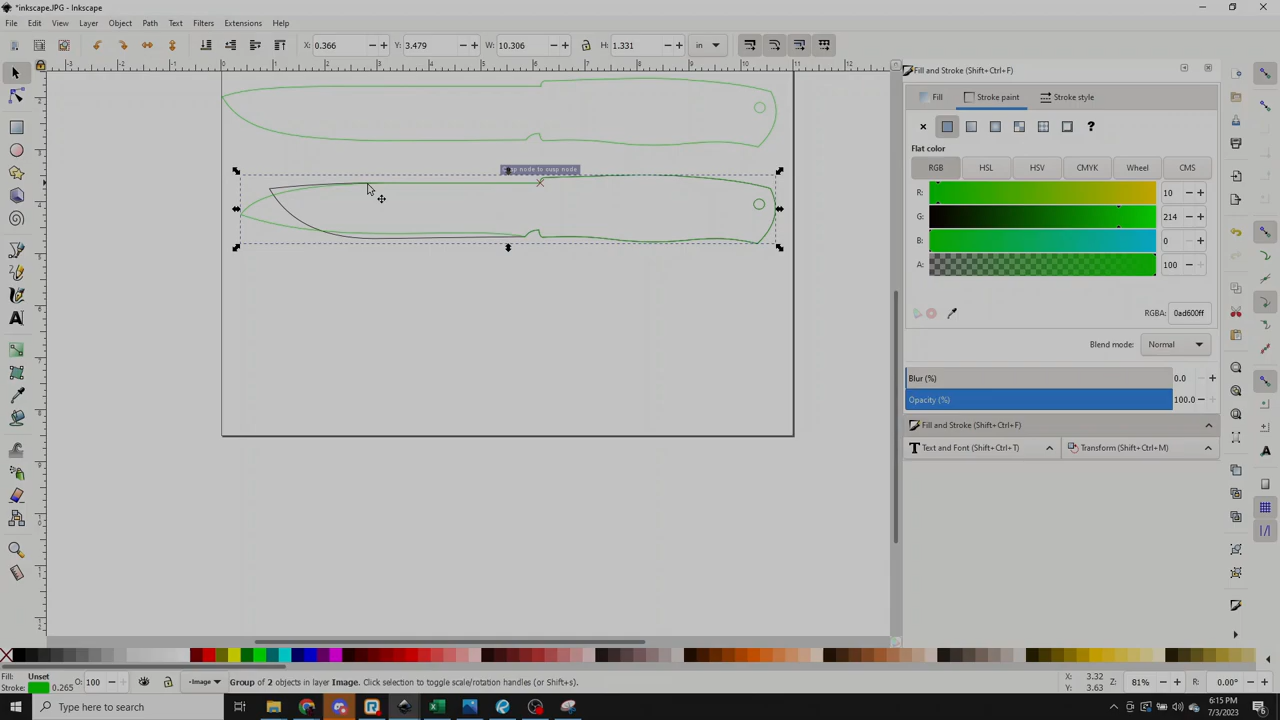 *inkscape.JPG - Inkscape
File Edit View Layer Object Path Text Filters Extensions Help
X: 0.366 Y: 3.479 W: 10.306 H: 1.331 in
Fill and Stroke (Shift+Ctrl+F)
Fill Stroke paint Stroke style
Flat color
RGB HSL HSV CMYK Wheel CMS
R: 10
G: 214
B: 0
A: 100
RGBA: 0ad600ff
Blend mode: Normal
Blur (%) 0.0
Opacity (%) 100.0
Fill and Stroke (Shift+Ctrl+F)
Text and Font (Shift+Ctrl+T) Transform (Shift+Ctrl+M)
Cusp node to cusp node
Fill: Unset
Stroke: 0.265
O: 100
Image
Group of 2 objects in layer Image. Click selection to toggle scale/rotation handles (or Shift+s).
X: 3.32
Y: 3.63
Z: 81%
R: 0.00°
Type here to search
6:15 PM
7/3/2023